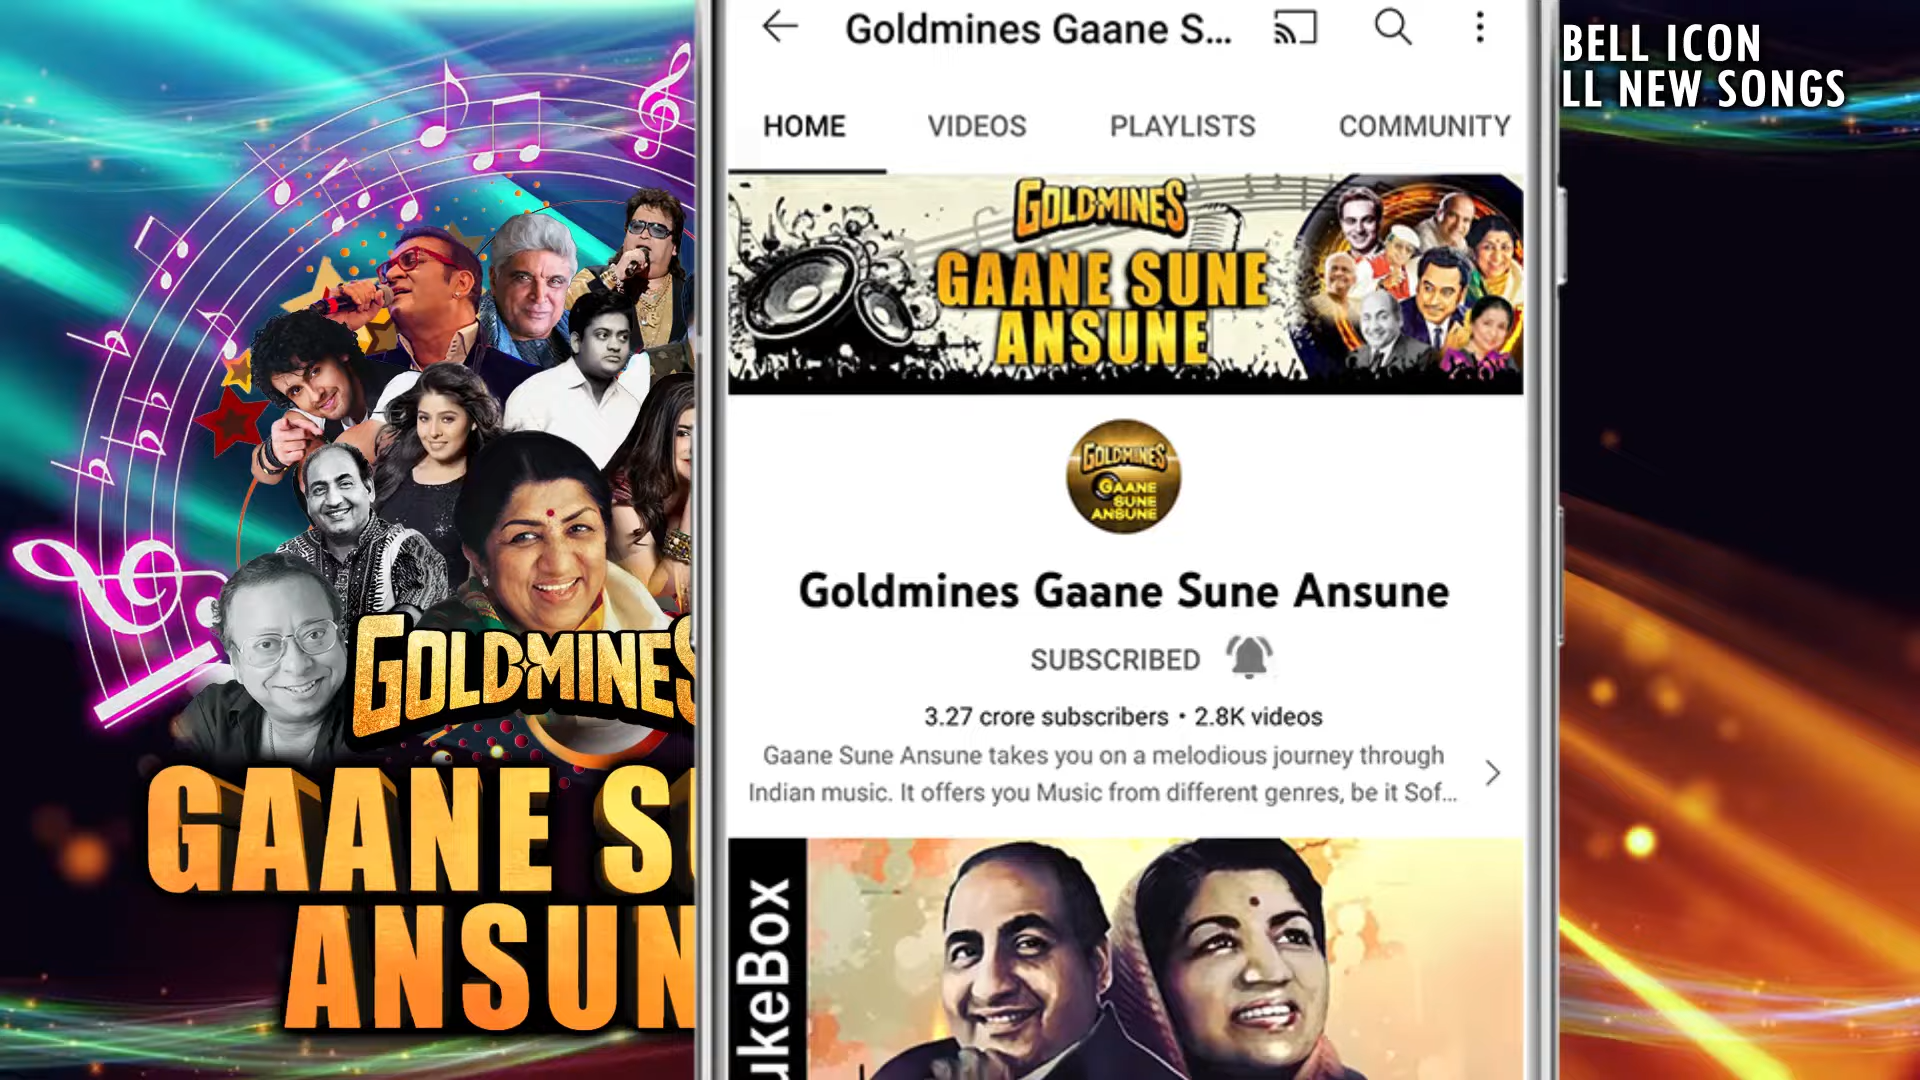 Goldmines Gaane S...
BELL ICON
LL NEW SONGS
HOME VIDEOS PLAYLISTS COMMUNITY
GOLDMINES
GAANE SUNE
ANSUNE
GOLDMINES
GAANE
SUNE
ANSUNE
Goldmines Gaane Sune Ansune
SUBSCRIBED
3.27 crore subscribers • 2.8K videos
Gaane Sune Ansune takes you on a melodious journey through
Indian music. It offers you Music from different genres, be it Sof...
ukeBox
GOLDMINES
GAANE S
ANSUN